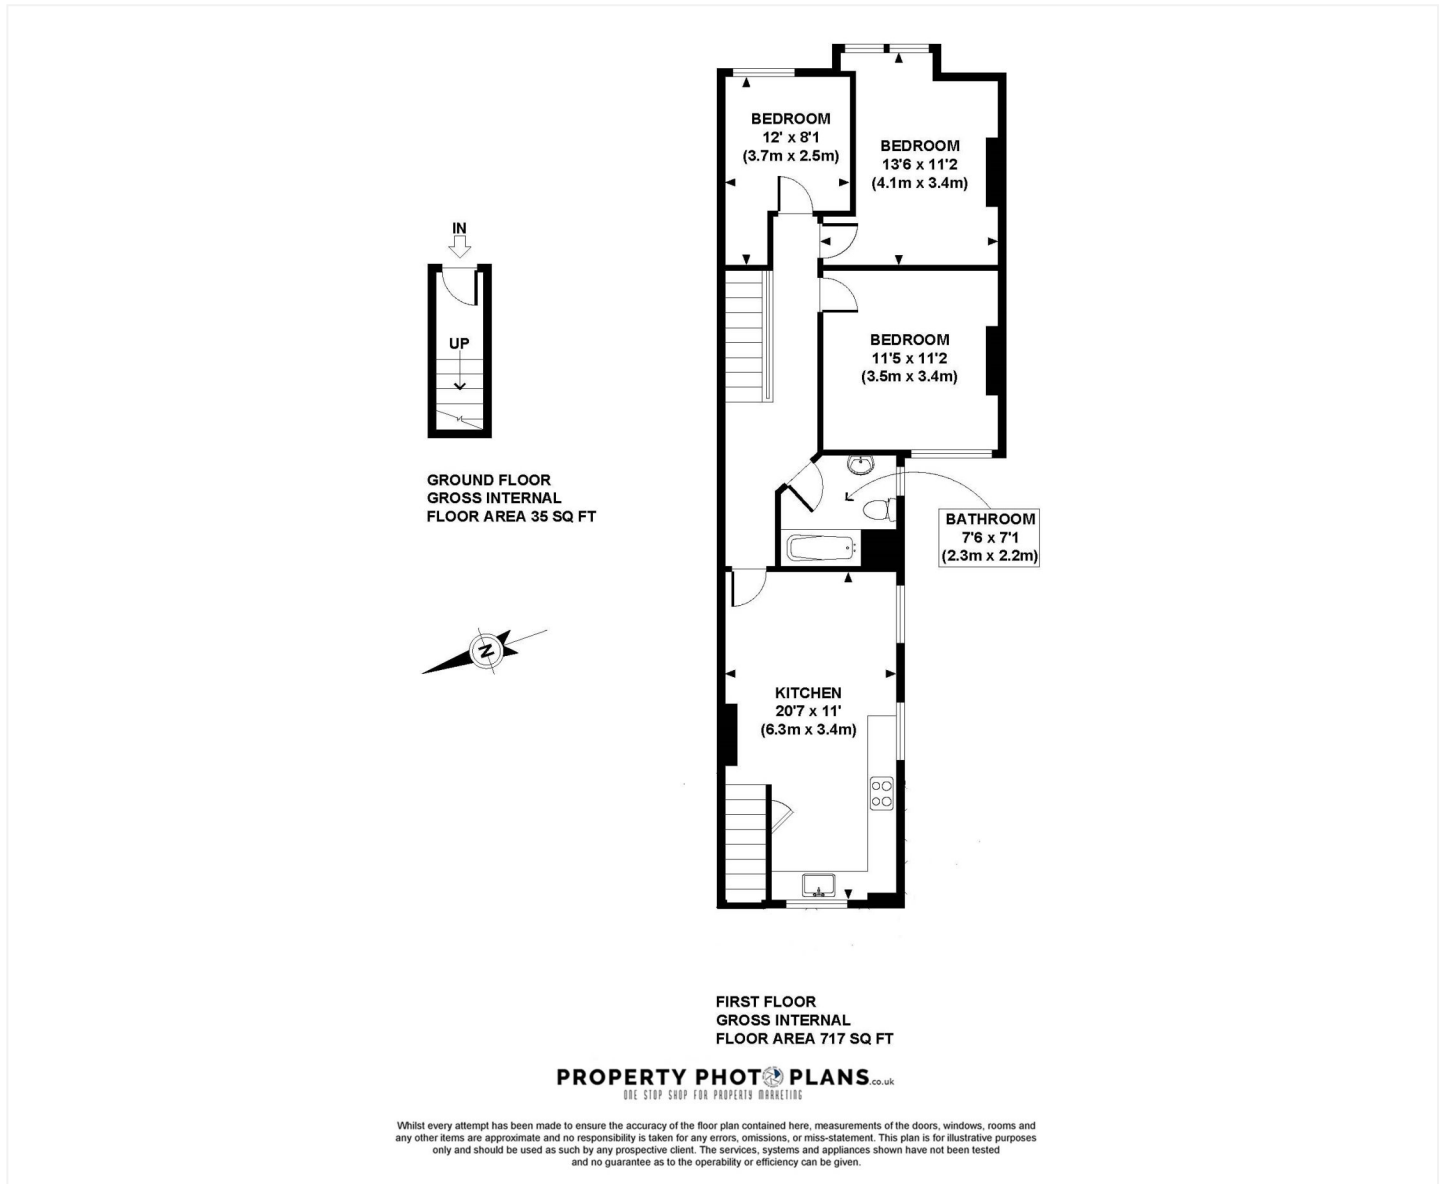 BEDROOM
12' x 8'1
(3.7m x 2.5m)
BEDROOM
13'6 x 11'2
(4.1m x 3.4m)
IN
UP
BEDROOM
11'5 x 11'2
(3.5m x 3.4m)
GROUND FLOOR
GROSS INTERNAL
FLOOR AREA 35 SQ FT
BATHROOM
7'6 x 7'1
(2.3m x 2.2m)
N
KITCHEN
20'7 x 11'
(6.3m x 3.4m)
FIRST FLOOR
GROSS INTERNAL
FLOOR AREA 717 SQ FT
PROPERTY PHOTO PLANS.co.uk
ONE STOP SHOP FOR PROPERTY MARKETING
Whilst every attempt has been made to ensure the accuracy of the floor plan contained here, measurements of the doors, windows, rooms and
any other items are approximate and no responsibility is taken for any errors, omissions, or miss-statement. This plan is for illustrative purposes
only and should be used as such by any prospective client. The services, systems and appliances shown have not been tested
and no guarantee as to the operability or efficiency can be given.